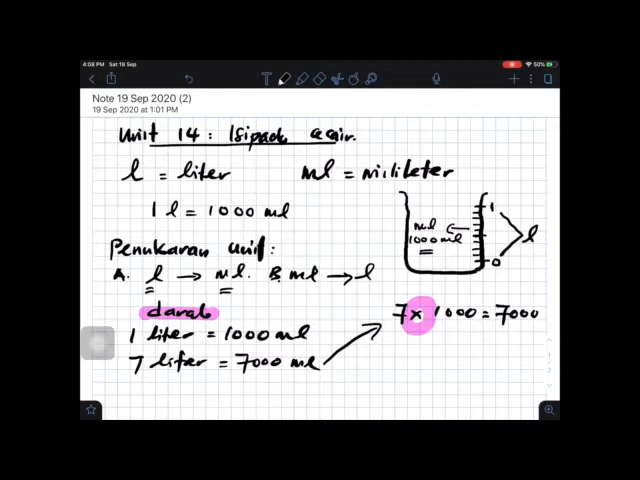 4:08 PM Sat 19 Sep
50%
Note 19 Sep 2020 (2)
19 Sep 2020 at 1:01 PM
Unit 14 : Isipadu cecair.
l = liter ml = mililiter
1 l = 1000 ml
1
ml
1000 ml
l
0
Penukaran Unit:
A. l → ml. B. ml → l
darab
7 × 1000 = 7000
1 liter = 1000 ml
7 liter = 7000 ml